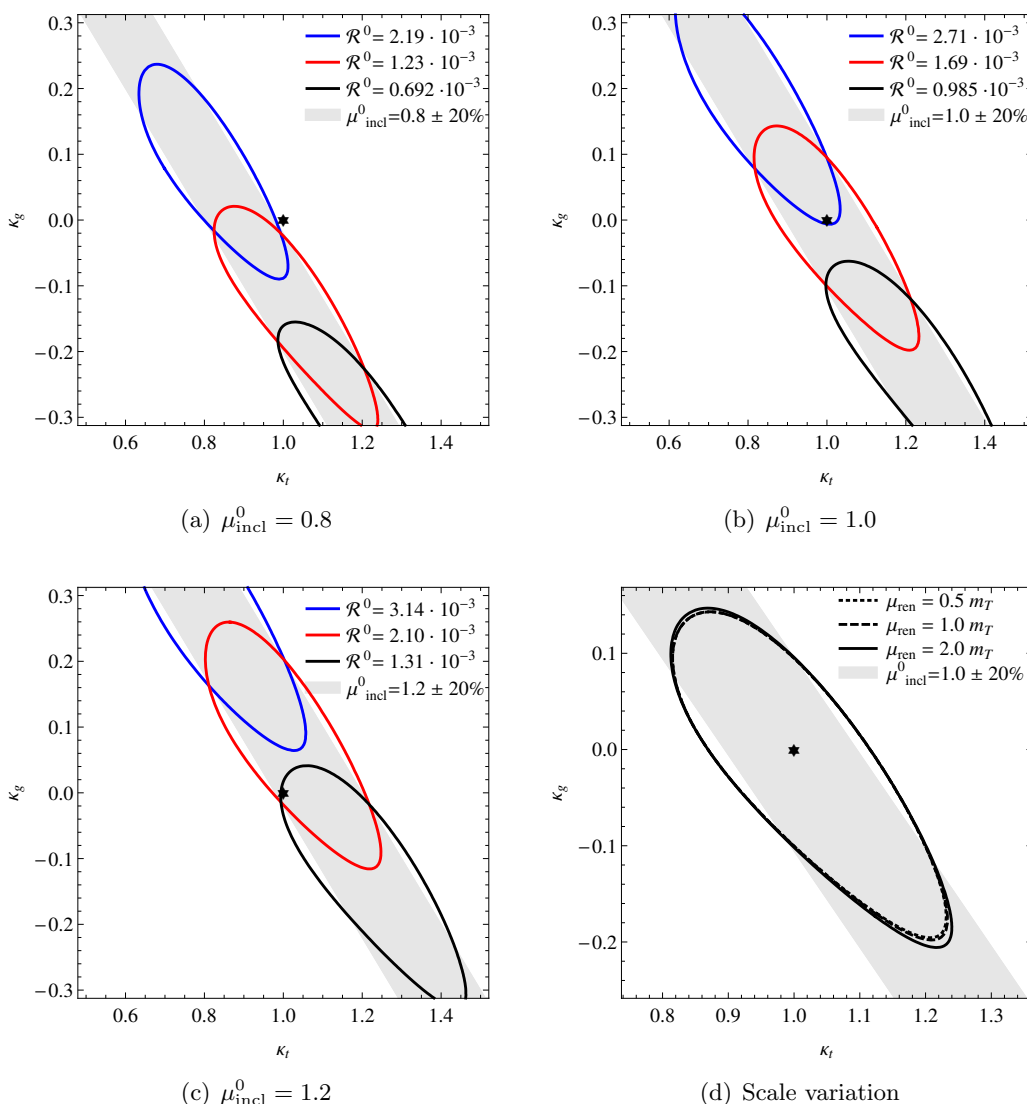 0.3
0.2
0.1
0.0
−0.1
−0.2
−0.3
κg
ℛ⁰= 2.19 · 10⁻³
ℛ⁰= 1.23 · 10⁻³
ℛ⁰= 0.692 ·10⁻³
μ⁰incl=0.8 ± 20%
0.6 0.8 1.0 1.2 1.4
κt
(a) μ⁰incl = 0.8
0.3
0.2
0.1
0.0
−0.1
−0.2
−0.3
κg
ℛ⁰= 2.71 · 10⁻³
ℛ⁰= 1.69 · 10⁻³
ℛ⁰= 0.985 ·10⁻³
μ⁰incl=1.0 ± 20%
0.6 0.8 1.0 1.2 1.4
κt
(b) μ⁰incl = 1.0
0.3
0.2
0.1
0.0
−0.1
−0.2
−0.3
κg
ℛ⁰= 3.14 · 10⁻³
ℛ⁰= 2.10 · 10⁻³
ℛ⁰= 1.31 · 10⁻³
μ⁰incl=1.2 ± 20%
0.6 0.8 1.0 1.2 1.4
κt
(c) μ⁰incl = 1.2
0.1
0.0
−0.1
−0.2
κg
μren = 0.5 mT
μren = 1.0 mT
μren = 2.0 mT
μ⁰incl=1.0 ± 20%
0.8 0.9 1.0 1.1 1.2 1.3
κt
(d) Scale variation